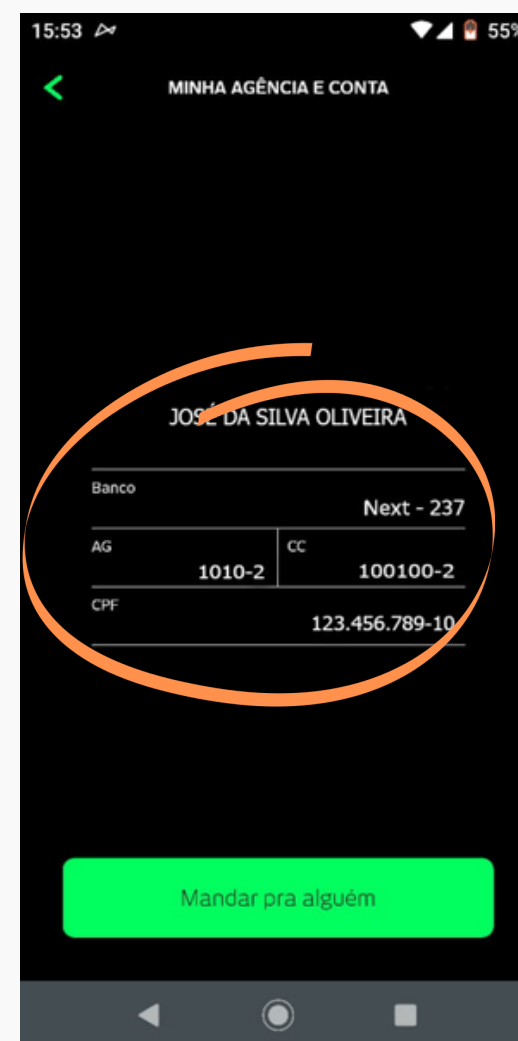 15:53 55%
MINHA AGÊNCIA E CONTA
JOSÉ DA SILVA OLIVEIRA
Banco
Next - 237
AG CC
1010-2 100100-2
CPF
123.456.789-10
Mandar pra alguém